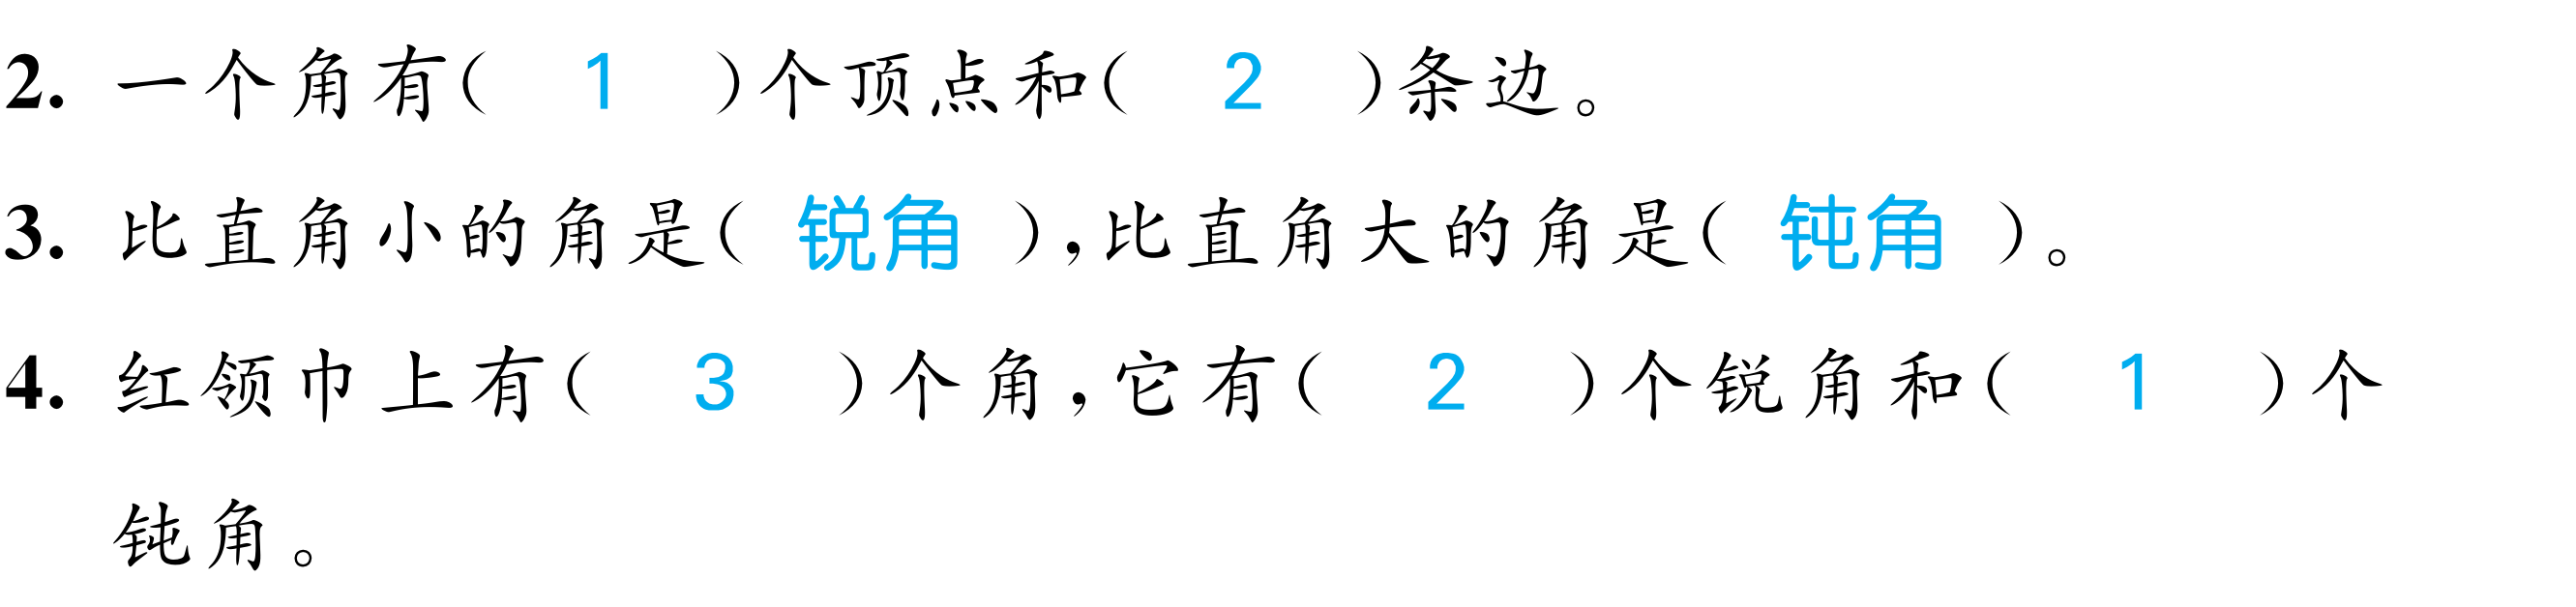 2. 一个角有( 1 )个顶点和( 2 )条边。
3. 比直角小的角是( 锐角 ),比直角大的角是( 钝角 )。
4. 红领巾上有( 3 )个角,它有( 2 )个锐角和( 1 )个
钝角。